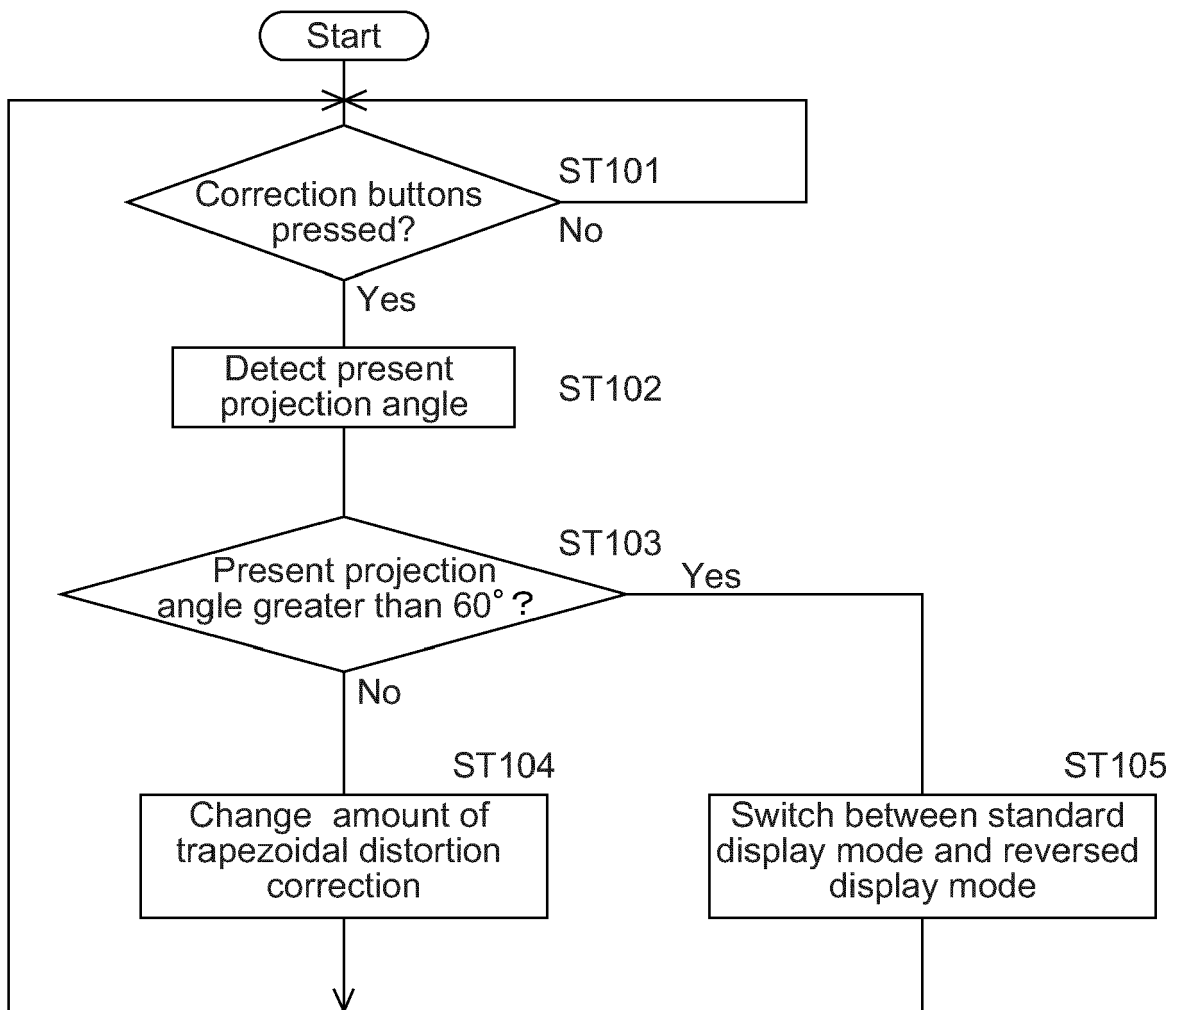 Start
ST101
Correction buttons
pressed?
No
Yes
Detect present
projection angle
ST102
ST103
Present projection
angle greater than 60°?
Yes
No
ST104
Change amount of
trapezoidal distortion
correction
ST105
Switch between standard
display mode and reversed
display mode